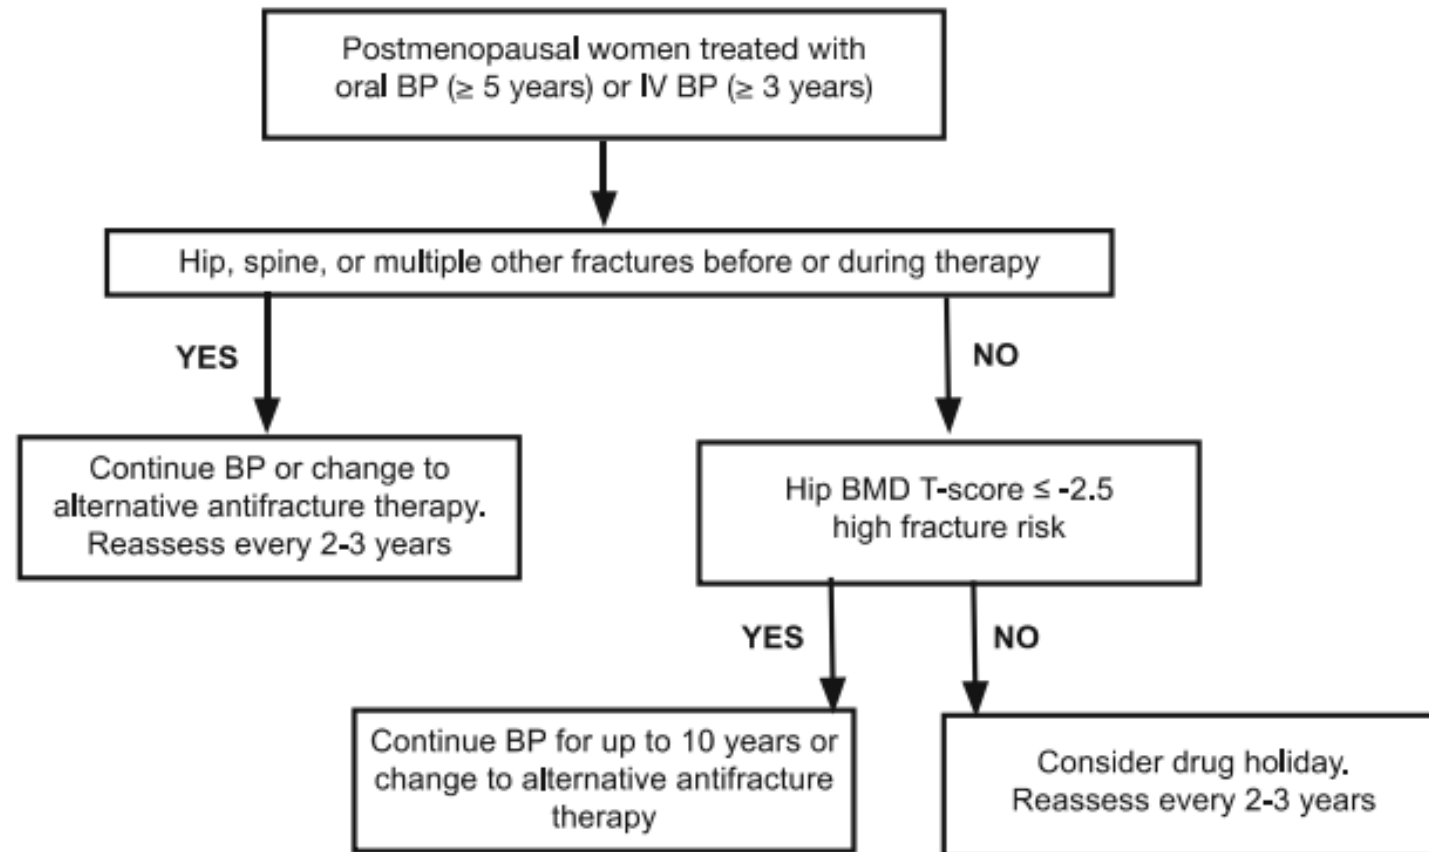 Postmenopausal women treated with
oral BP (≥ 5 years) or IV BP (≥ 3 years)
Hip, spine, or multiple other fractures before or during therapy
YES
NO
Continue BP or change to
alternative antifracture therapy.
Reassess every 2-3 years
Hip BMD T-score ≤ -2.5
high fracture risk
YES
NO
Continue BP for up to 10 years or
change to alternative antifracture
therapy
Consider drug holiday.
Reassess every 2-3 years